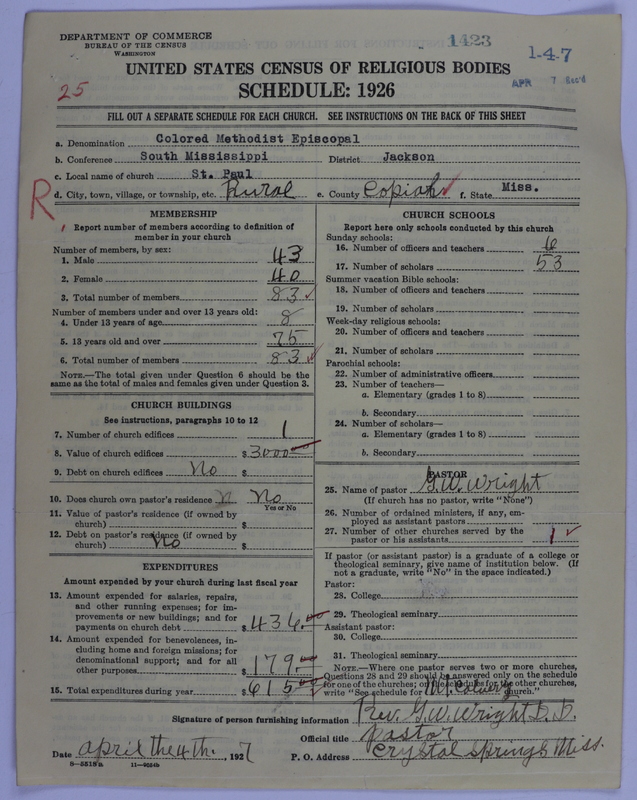 DEPARTMENT OF COMMERCE
BUREAU OF THE CENSUS
WASHINGTON
1423
1-4-7
APR 7 Rec'd
25
UNITED STATES CENSUS OF RELIGIOUS BODIES
SCHEDULE: 1926
FILL OUT A SEPARATE SCHEDULE FOR EACH CHURCH. SEE INSTRUCTIONS ON THE BACK OF THIS SHEET
a. Denomination Colored Methodist Episcopal
b. Conference South Mississippi District Jackson
c. Local name of church St. Paul
d. City, town, village, or township, etc. Rural e. County Copiah f. State Miss.
R
MEMBERSHIP
Report number of members according to definition of
member in your church
Number of members, by sex:
1. Male 43
2. Female 40
3. Total number of members 83
Number of members under and over 13 years old:
4. Under 13 years of age 8
5. 13 years old and over 75
6. Total number of members 83
NOTE.—The total given under Question 6 should be the
same as the total of males and females given under Question 3.
CHURCH BUILDINGS
See instructions, paragraphs 10 to 12
7. Number of church edifices 1
8. Value of church edifices $ 3000
9. Debt on church edifices No $
10. Does church own pastor's residence No
Yes or No
11. Value of pastor's residence (if owned by
church) $
12. Debt on pastor's residence (if owned by
church) No $
EXPENDITURES
Amount expended by your church during last fiscal year
13. Amount expended for salaries, repairs,
and other running expenses; for im-
provements or new buildings; and for
payments on church debt $ 436.00
14. Amount expended for benevolences, in-
cluding home and foreign missions; for
denominational support; and for all
other purposes $ 179.00
15. Total expenditures during year $ 615.00
CHURCH SCHOOLS
Report here only schools conducted by this church
Sunday schools:
16. Number of officers and teachers 6
17. Number of scholars 53
Summer vacation Bible schools:
18. Number of officers and teachers
19. Number of scholars
Week-day religious schools:
20. Number of officers and teachers
21. Number of scholars
Parochial schools:
22. Number of administrative officers
23. Number of teachers—
a. Elementary (grades 1 to 8)
b. Secondary
24. Number of scholars—
a. Elementary (grades 1 to 8)
b. Secondary
PASTOR
25. Name of pastor G.W. Wright
(If church has no pastor, write "None")
26. Number of ordained ministers, if any, em-
ployed as assistant pastors
27. Number of other churches served by the
pastor or his assistants 1
If pastor (or assistant pastor) is a graduate of a college or
theological seminary, give name of institution below. (If
not a graduate, write "No" in the space indicated.)
Pastor:
28. College
29. Theological seminary
Assistant pastor:
30. College
31. Theological seminary
NOTE.—Where one pastor serves two or more churches,
Questions 28 and 29 should be answered only on the schedule
for one of the churches; on schedules for the other churches,
write "See schedule for Mt. Calvery church."
Signature of person furnishing information Rev. G.W. Wright D.D.
Official title Pastor
Date April the 4th. , 1927 P. O. Address Crystal Springs Miss.
8—5518a 11—9054b